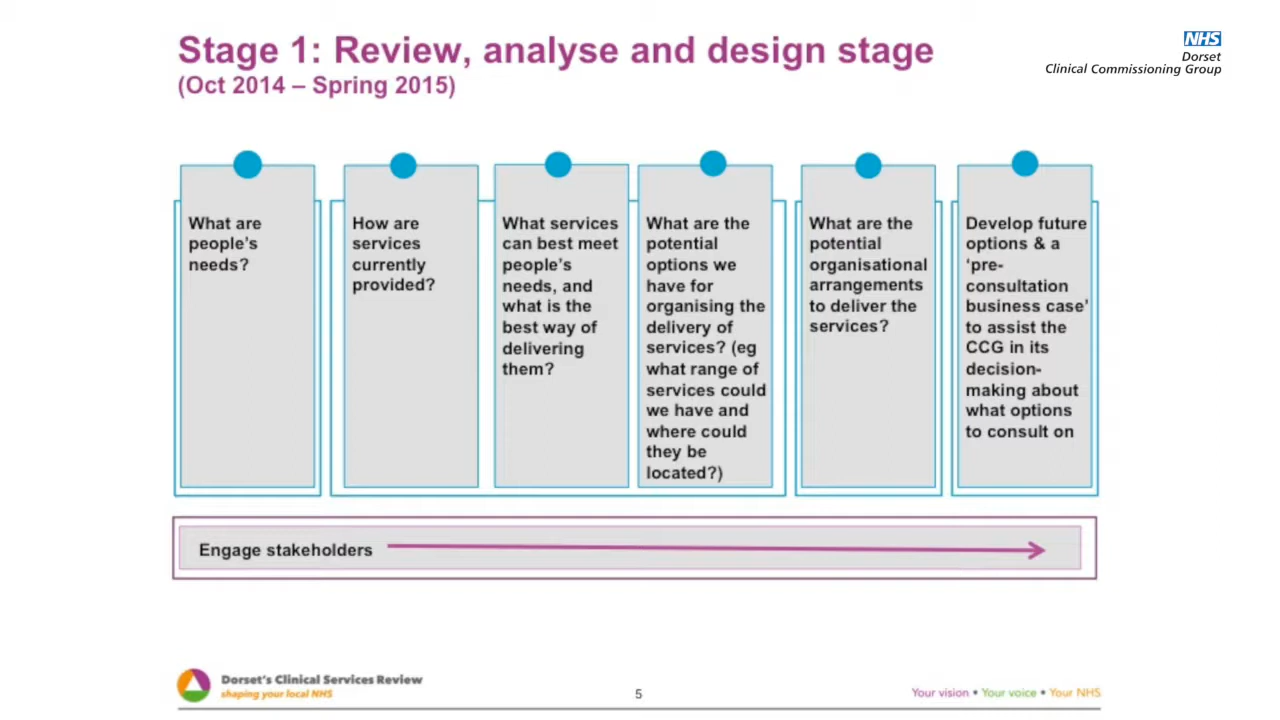 Stage 1: Review, analyse and design stage
(Oct 2014 – Spring 2015)
NHS
Dorset
Clinical Commissioning Group
What are
people's
needs?
How are
services
currently
provided?
What services
can best meet
people's
needs, and
what is the
best way of
delivering
them?
What are the
potential
options we
have for
organising the
delivery of
services? (eg
what range of
services could
we have and
where could
they be
located?)
What are the
potential
organisational
arrangements
to deliver the
services?
Develop future
options & a
'pre-
consultation
business case'
to assist the
CCG in its
decision-
making about
what options
to consult on
Engage stakeholders
Dorset's Clinical Services Review
shaping your local NHS
5
Your vision • Your voice • Your NHS